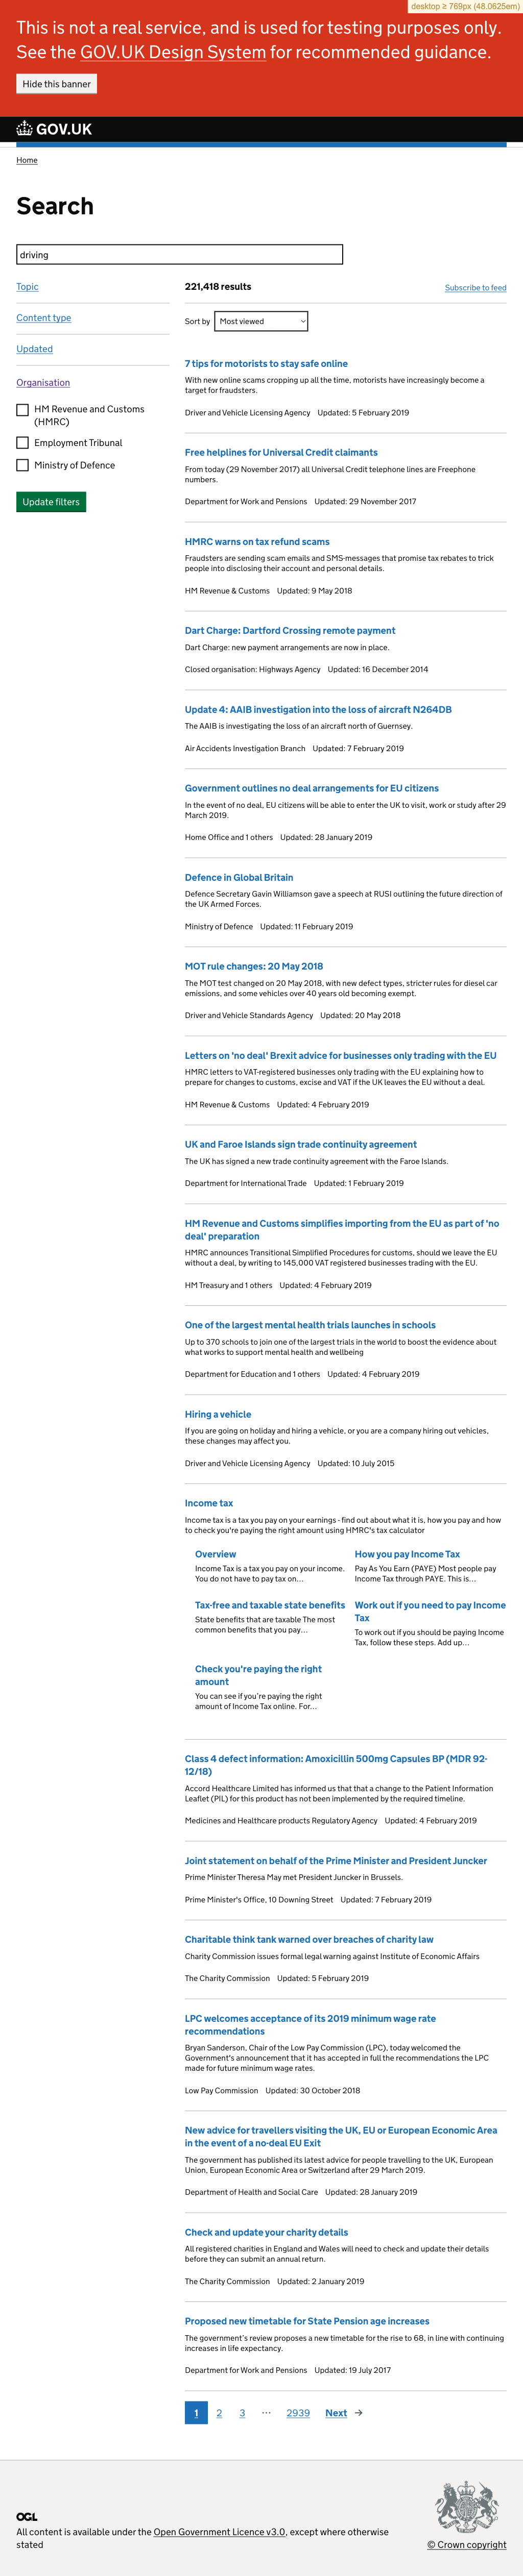 desktop ≥ 769px (48.0625em)
This is not a real service, and is used for testing purposes only.
See the GOV.UK Design System for recommended guidance.
Hide this banner
GOV.UK
Home
Search
driving
Topic
Content type
Updated
Organisation
HM Revenue and Customs
(HMRC)
Employment Tribunal
Ministry of Defence
Update filters
221,418 results
Subscribe to feed
Sort by Most viewed
7 tips for motorists to stay safe online
With new online scams cropping up all the time, motorists have increasingly become a
target for fraudsters.
Driver and Vehicle Licensing Agency Updated: 5 February 2019
Free helplines for Universal Credit claimants
From today (29 November 2017) all Universal Credit telephone lines are Freephone
numbers.
Department for Work and Pensions Updated: 29 November 2017
HMRC warns on tax refund scams
Fraudsters are sending scam emails and SMS-messages that promise tax rebates to trick
people into disclosing their account and personal details.
HM Revenue & Customs Updated: 9 May 2018
Dart Charge: Dartford Crossing remote payment
Dart Charge: new payment arrangements are now in place.
Closed organisation: Highways Agency Updated: 16 December 2014
Update 4: AAIB investigation into the loss of aircraft N264DB
The AAIB is investigating the loss of an aircraft north of Guernsey.
Air Accidents Investigation Branch Updated: 7 February 2019
Government outlines no deal arrangements for EU citizens
In the event of no deal, EU citizens will be able to enter the UK to visit, work or study after 29
March 2019.
Home Office and 1 others Updated: 28 January 2019
Defence in Global Britain
Defence Secretary Gavin Williamson gave a speech at RUSI outlining the future direction of
the UK Armed Forces.
Ministry of Defence Updated: 11 February 2019
MOT rule changes: 20 May 2018
The MOT test changed on 20 May 2018, with new defect types, stricter rules for diesel car
emissions, and some vehicles over 40 years old becoming exempt.
Driver and Vehicle Standards Agency Updated: 20 May 2018
Letters on 'no deal' Brexit advice for businesses only trading with the EU
HMRC letters to VAT-registered businesses only trading with the EU explaining how to
prepare for changes to customs, excise and VAT if the UK leaves the EU without a deal.
HM Revenue & Customs Updated: 4 February 2019
UK and Faroe Islands sign trade continuity agreement
The UK has signed a new trade continuity agreement with the Faroe Islands.
Department for International Trade Updated: 1 February 2019
HM Revenue and Customs simplifies importing from the EU as part of 'no
deal' preparation
HMRC announces Transitional Simplified Procedures for customs, should we leave the EU
without a deal, by writing to 145,000 VAT registered businesses trading with the EU.
HM Treasury and 1 others Updated: 4 February 2019
One of the largest mental health trials launches in schools
Up to 370 schools to join one of the largest trials in the world to boost the evidence about
what works to support mental health and wellbeing
Department for Education and 1 others Updated: 4 February 2019
Hiring a vehicle
If you are going on holiday and hiring a vehicle, or you are a company hiring out vehicles,
these changes may affect you.
Driver and Vehicle Licensing Agency Updated: 10 July 2015
Income tax
Income tax is a tax you pay on your earnings - find out about what it is, how you pay and how
to check you're paying the right amount using HMRC's tax calculator
Overview
Income Tax is a tax you pay on your income.
You do not have to pay tax on…
How you pay Income Tax
Pay As You Earn (PAYE) Most people pay
Income Tax through PAYE. This is…
Tax-free and taxable state benefits
State benefits that are taxable The most
common benefits that you pay…
Work out if you need to pay Income
Tax
To work out if you should be paying Income
Tax, follow these steps. Add up…
Check you're paying the right
amount
You can see if you're paying the right
amount of Income Tax online. For…
Class 4 defect information: Amoxicillin 500mg Capsules BP (MDR 92-
12/18)
Accord Healthcare Limited has informed us that that a change to the Patient Information
Leaflet (PIL) for this product has not been implemented by the required timeline.
Medicines and Healthcare products Regulatory Agency Updated: 4 February 2019
Joint statement on behalf of the Prime Minister and President Juncker
Prime Minister Theresa May met President Juncker in Brussels.
Prime Minister's Office, 10 Downing Street Updated: 7 February 2019
Charitable think tank warned over breaches of charity law
Charity Commission issues formal legal warning against Institute of Economic Affairs
The Charity Commission Updated: 5 February 2019
LPC welcomes acceptance of its 2019 minimum wage rate
recommendations
Bryan Sanderson, Chair of the Low Pay Commission (LPC), today welcomed the
Government's announcement that it has accepted in full the recommendations the LPC
made for future minimum wage rates.
Low Pay Commission Updated: 30 October 2018
New advice for travellers visiting the UK, EU or European Economic Area
in the event of a no-deal EU Exit
The government has published its latest advice for people travelling to the UK, European
Union, European Economic Area or Switzerland after 29 March 2019.
Department of Health and Social Care Updated: 28 January 2019
Check and update your charity details
All registered charities in England and Wales will need to check and update their details
before they can submit an annual return.
The Charity Commission Updated: 2 January 2019
Proposed new timetable for State Pension age increases
The government's review proposes a new timetable for the rise to 68, in line with continuing
increases in life expectancy.
Department for Work and Pensions Updated: 19 July 2017
1 2 3 ⋯ 2939 Next →
OGL
All content is available under the Open Government Licence v3.0, except where otherwise
stated
© Crown copyright